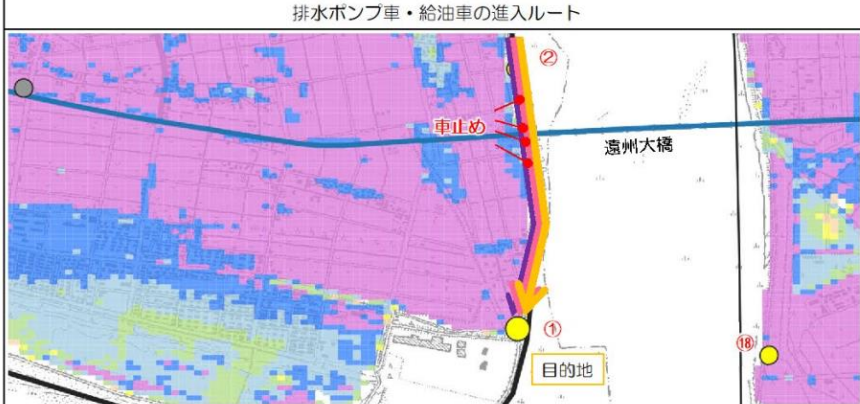 排水ポンプ車・給油車の進入ルート
②
車止め
遠州大橋
①
⑱
目的地